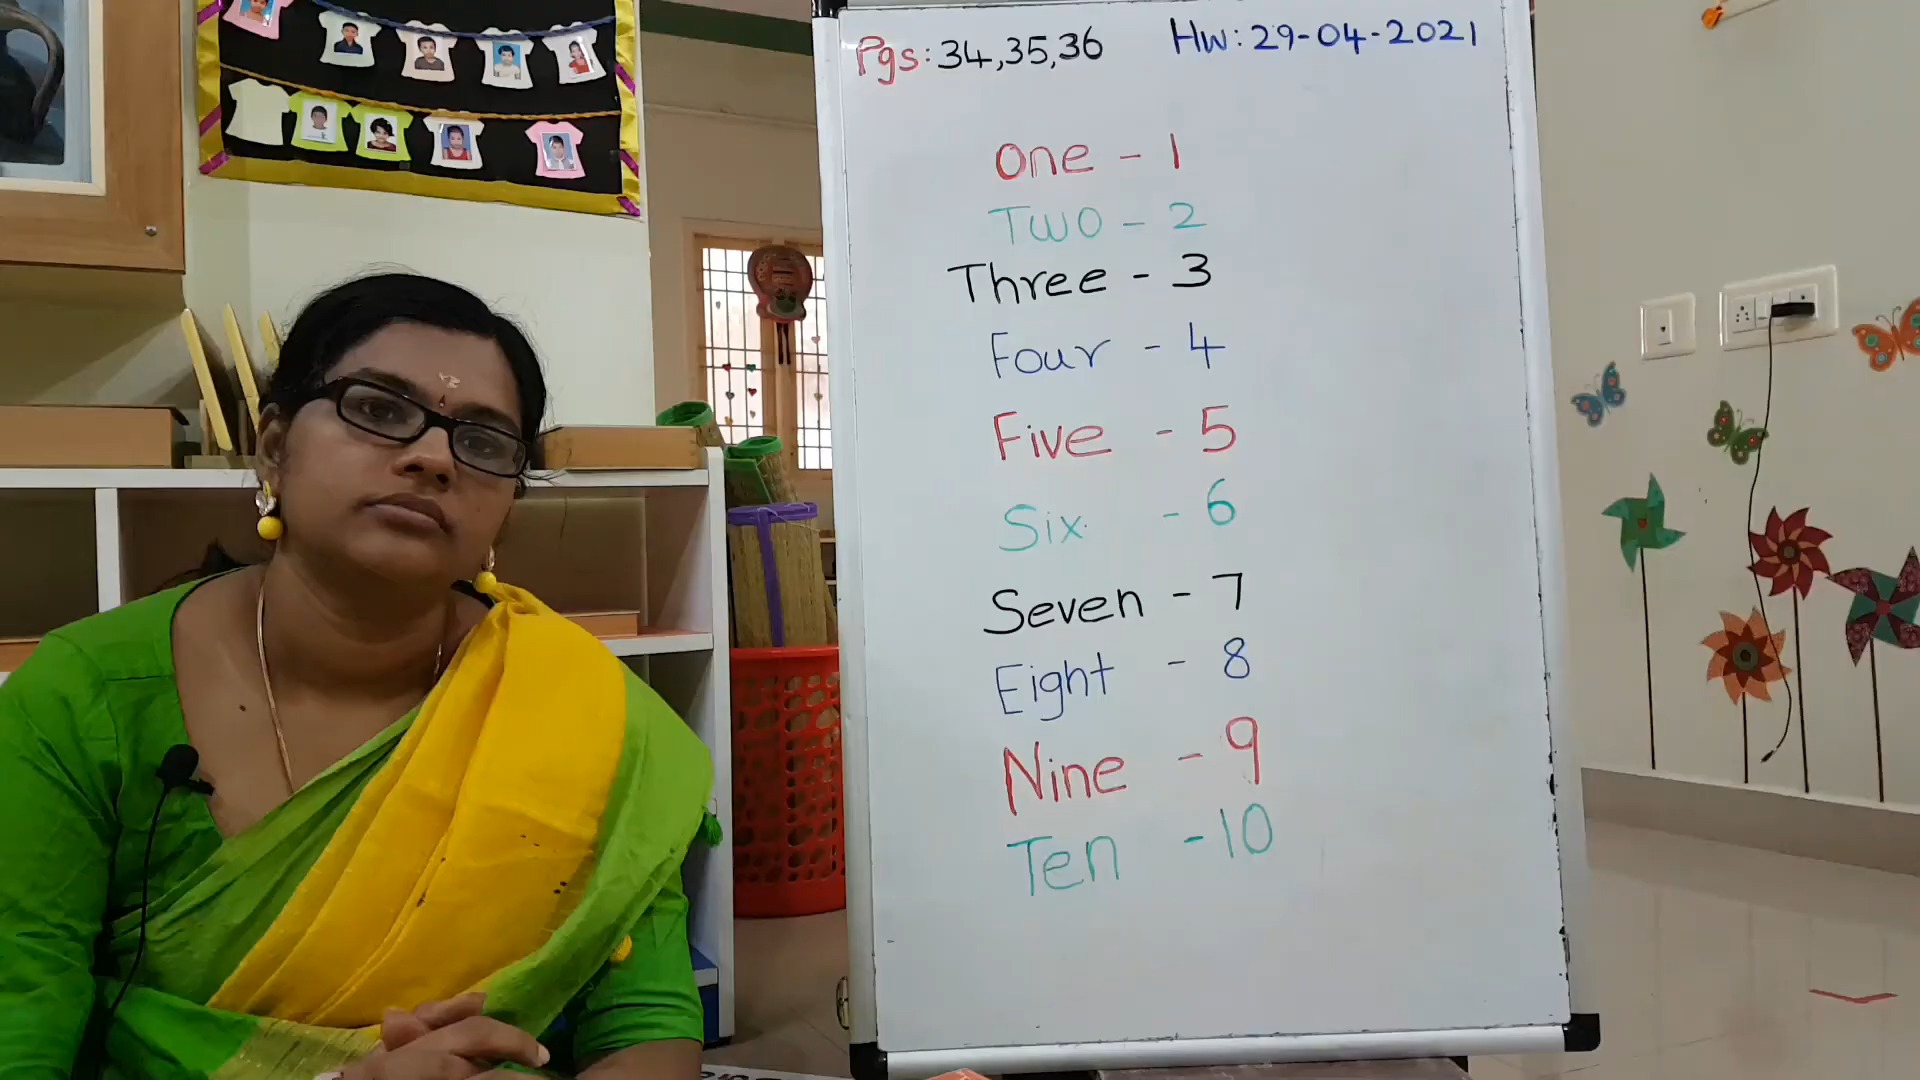 Pgs: 34,35,36 Hw: 29-04-2021
One - 1
Two - 2
Three - 3
Four - 4
Five - 5
Six - 6
Seven - 7
Eight - 8
Nine - 9
Ten - 10